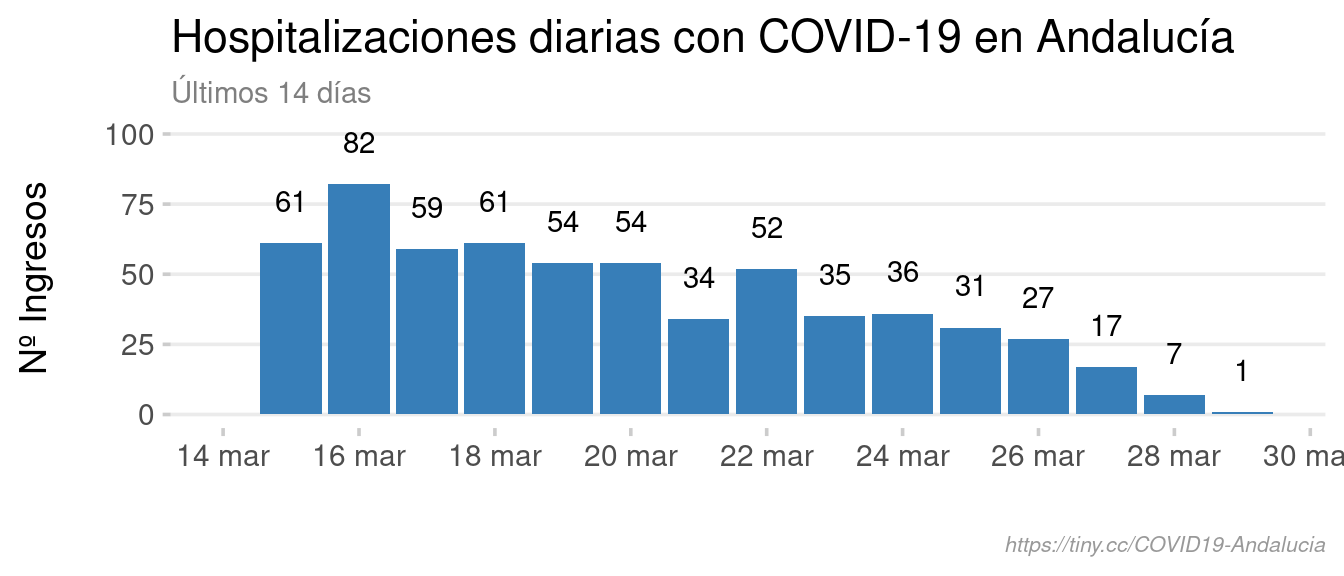 Hospitalizaciones diarias con COVID-19 en Andalucía
Últimos 14 días
Nº Ingresos
100
75
50
25
0
61
82
59
61
54
54
34
52
35
36
31
27
17
7
1
14 mar
16 mar
18 mar
20 mar
22 mar
24 mar
26 mar
28 mar
30 ma
https://tiny.cc/COVID19-Andalucia